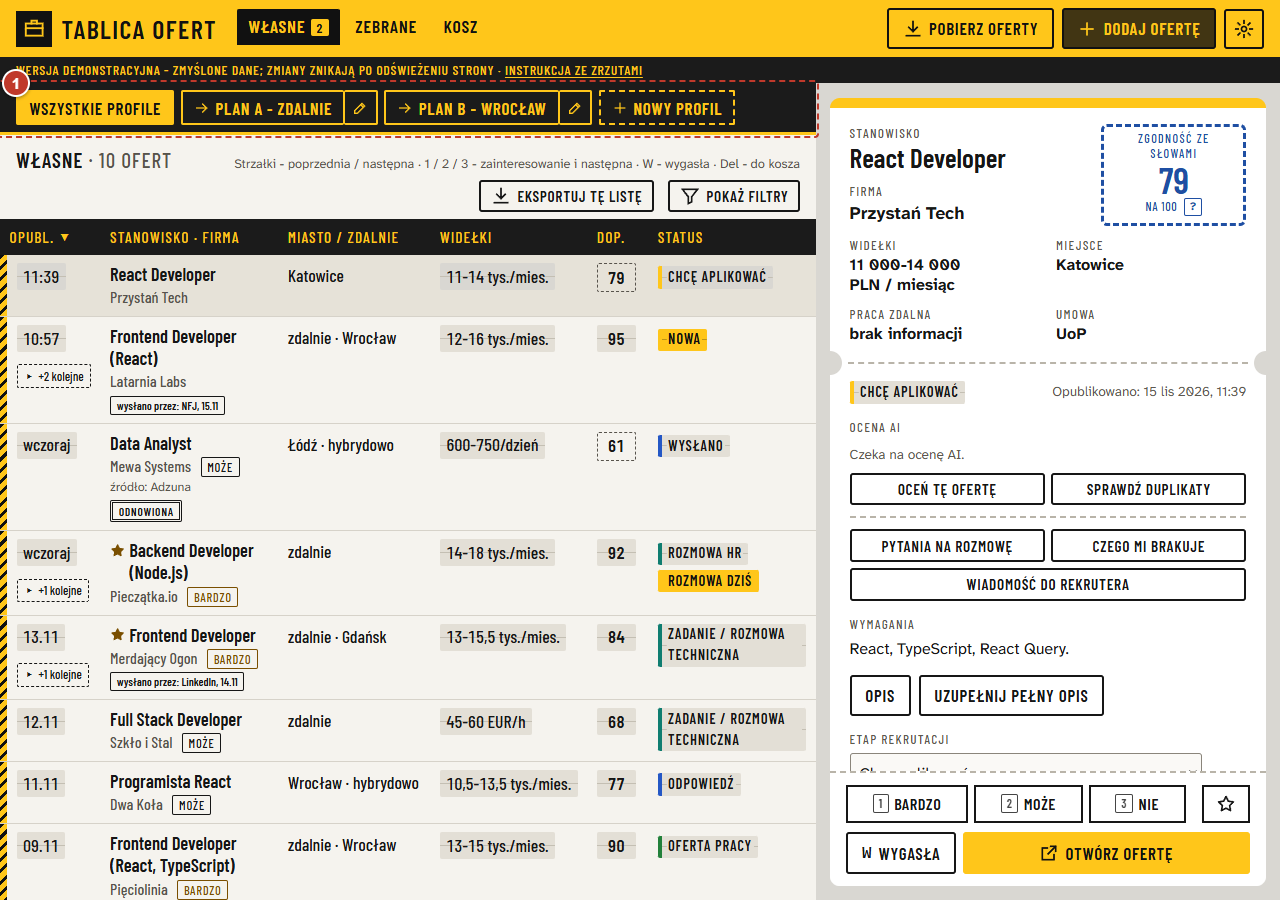 TABLICA OFERT
WŁASNE 2
ZEBRANE
KOSZ
POBIERZ OFERTY
DODAJ OFERTĘ
WERSJA DEMONSTRACYJNA - ZMYŚLONE DANE; ZMIANY ZNIKAJĄ PO ODŚWIEŻENIU STRONY · INSTRUKCJA ZE ZRZUTAMI
1
WSZYSTKIE PROFILE
→ PLAN A - ZDALNIE
→ PLAN B - WROCŁAW
+ NOWY PROFIL
WŁASNE · 10 OFERT
Strzałki - poprzednia / następna · 1 / 2 / 3 - zainteresowanie i następna · W - wygasła · Del - do kosza
EKSPORTUJ TĘ LISTĘ
POKAŻ FILTRY
OPUBL. ▼ STANOWISKO · FIRMA MIASTO / ZDALNIE WIDEŁKI DOP. STATUS
11:39 React Developer Katowice 11-14 tys./mies. 79 CHCĘ APLIKOWAĆ
Przystań Tech
10:57 Frontend Developer zdalnie · Wrocław 12-16 tys./mies. 95 NOWA
(React)
+2 kolejne Latarnia Labs
wysłano przez: NFJ, 15.11
wczoraj Data Analyst Łódź · hybrydowo 600-750/dzień 61 WYSŁANO
Mewa Systems MOŻE
źródło: Adzuna
ODNOWIONA
wczoraj Backend Developer zdalnie 14-18 tys./mies. 92 ROZMOWA HR
(Node.js) ROZMOWA DZIŚ
+1 kolejne Pieczątka.io BARDZO
13.11 Frontend Developer zdalnie · Gdańsk 13-15,5 tys./mies. 84 ZADANIE / ROZMOWA
Merdający Ogon BARDZO TECHNICZNA
+1 kolejne wysłano przez: LinkedIn, 14.11
12.11 Full Stack Developer zdalnie 45-60 EUR/h 68 ZADANIE / ROZMOWA
Szkło i Stal MOŻE TECHNICZNA
11.11 Programista React Wrocław · hybrydowo 10,5-13,5 tys./mies. 77 ODPOWIEDŹ
Dwa Koła MOŻE
09.11 Frontend Developer zdalnie · Wrocław 13-15 tys./mies. 90 OFERTA PRACY
(React, TypeScript)
Pięciolinia BARDZO
STANOWISKO
React Developer
FIRMA
Przystań Tech
ZGODNOŚĆ ZE
SŁOWAMI
79
NA 100 ?
WIDEŁKI MIEJSCE
11 000-14 000 Katowice
PLN / miesiąc
PRACA ZDALNA UMOWA
brak informacji UoP
CHCĘ APLIKOWAĆ Opublikowano: 15 lis 2026, 11:39
OCENA AI
Czeka na ocenę AI.
OCEŃ TĘ OFERTĘ SPRAWDŹ DUPLIKATY
PYTANIA NA ROZMOWĘ CZEGO MI BRAKUJE
WIADOMOŚĆ DO REKRUTERA
WYMAGANIA
React, TypeScript, React Query.
OPIS UZUPEŁNIJ PEŁNY OPIS
ETAP REKRUTACJI
1 BARDZO 2 MOŻE 3 NIE
W WYGASŁA OTWÓRZ OFERTĘ